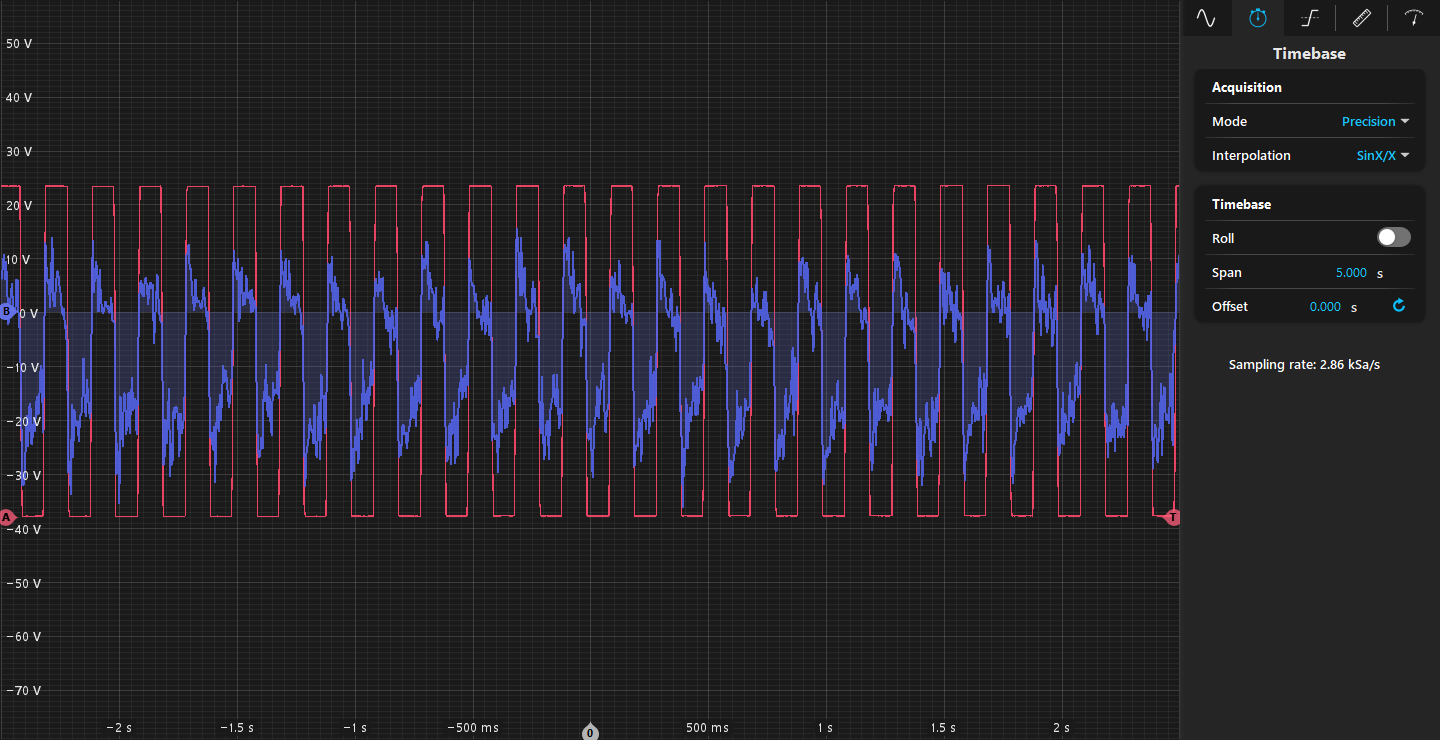 50 V
40 V
30 V
20 V
10 V
B
0 V
−10 V
−20 V
−30 V
A
T
−40 V
−50 V
−60 V
−70 V
−2 s
−1.5 s
−1 s
−500 ms
0
500 ms
1 s
1.5 s
2 s
Timebase
Acquisition
Mode Precision
Interpolation SinX/X
Timebase
Roll
Span 5.000 s
Offset 0.000 s
Sampling rate: 2.86 kSa/s